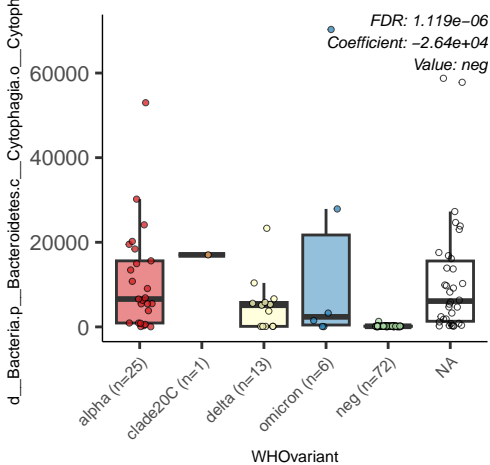 FDR: 1.119e−06
Coefficient: −2.64e+04
Value: neg
d__Bacteria.p__Bacteroidetes.c__Cytophagia.o__Cytoph
60000
40000
20000
0
alpha (n=25)
clade20C (n=1)
delta (n=13)
omicron (n=6)
neg (n=72)
NA
WHOvariant